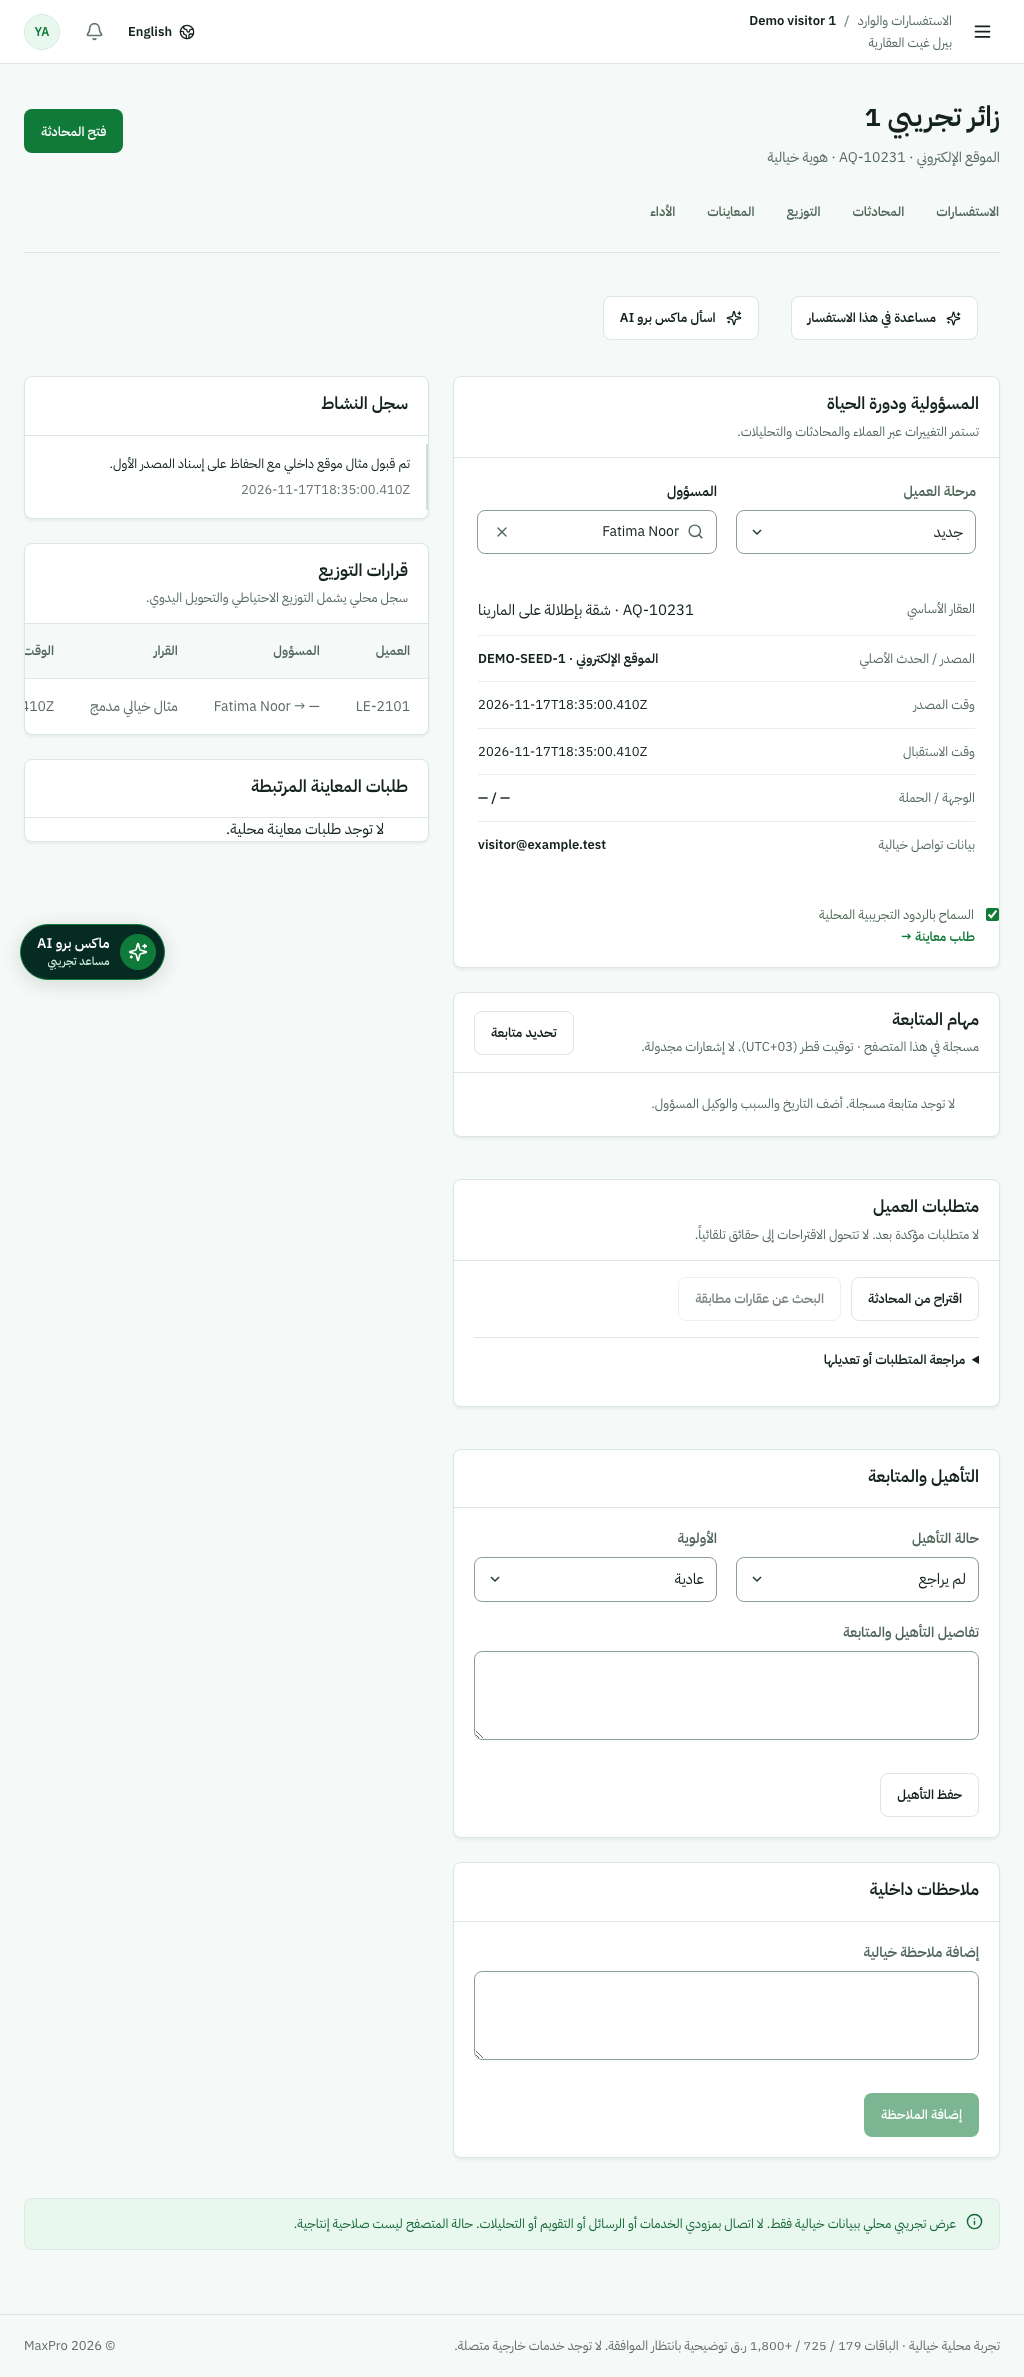 الاستفسارات والوارد / Demo visitor 1
بيرل غيت العقارية
English
YA
زائر تجريبي 1
الموقع الإلكتروني · AQ-10231 · هوية خيالية
فتح المحادثة
الاستفسارات
المحادثات
التوزيع
المعاينات
الأداء
مساعدة في هذا الاستفسار
اسأل ماكس برو AI
المسؤولية ودورة الحياة
تستمر التغييرات عبر العملاء والمحادثات والتحليلات.
مرحلة العميل
جديد
المسؤول
Fatima Noor
العقار الأساسي
AQ-10231 · شقة بإطلالة على المارينا
المصدر / الحدث الأصلي
الموقع الإلكتروني · DEMO-SEED-1
وقت المصدر
2026-11-17T18:35:00.410Z
وقت الاستقبال
2026-11-17T18:35:00.410Z
الوجهة / الحملة
— / —
بيانات تواصل خيالية
visitor@example.test
السماح بالردود التجريبية المحلية
طلب معاينة →
سجل النشاط
تم قبول مثال موقع داخلي مع الحفاظ على إسناد المصدر الأول.
2026-11-17T18:35:00.410Z
قرارات التوزيع
سجل محلي يشمل التوزيع الاحتياطي والتحويل اليدوي.
العميل
المسؤول
القرار
الوقت
LE-2101
— → Fatima Noor
مثال خيالي مدمج
410Z
طلبات المعاينة المرتبطة
لا توجد طلبات معاينة محلية.
ماكس برو AI
مساعد تجريبي
مهام المتابعة
مسجلة في هذا المتصفح · توقيت قطر (UTC+03). لا إشعارات مجدولة.
تحديد متابعة
لا توجد متابعة مسجلة. أضف التاريخ والسبب والوكيل المسؤول.
متطلبات العميل
لا متطلبات مؤكدة بعد. لا تتحول الاقتراحات إلى حقائق تلقائياً.
اقتراح من المحادثة
البحث عن عقارات مطابقة
مراجعة المتطلبات أو تعديلها
التأهيل والمتابعة
حالة التأهيل
لم يراجع
الأولوية
عادية
تفاصيل التأهيل والمتابعة
حفظ التأهيل
ملاحظات داخلية
إضافة ملاحظة خيالية
إضافة الملاحظة
عرض تجريبي محلي ببيانات خيالية فقط. لا اتصال بمزودي الخدمات أو الرسائل أو التقويم أو التحليلات. حالة المتصفح ليست صلاحية إنتاجية.
تجربة محلية خيالية · الباقات 179 / 725 / +1,800 ر.ق توضيحية بانتظار الموافقة. لا توجد خدمات خارجية متصلة.
© 2026 MaxPro